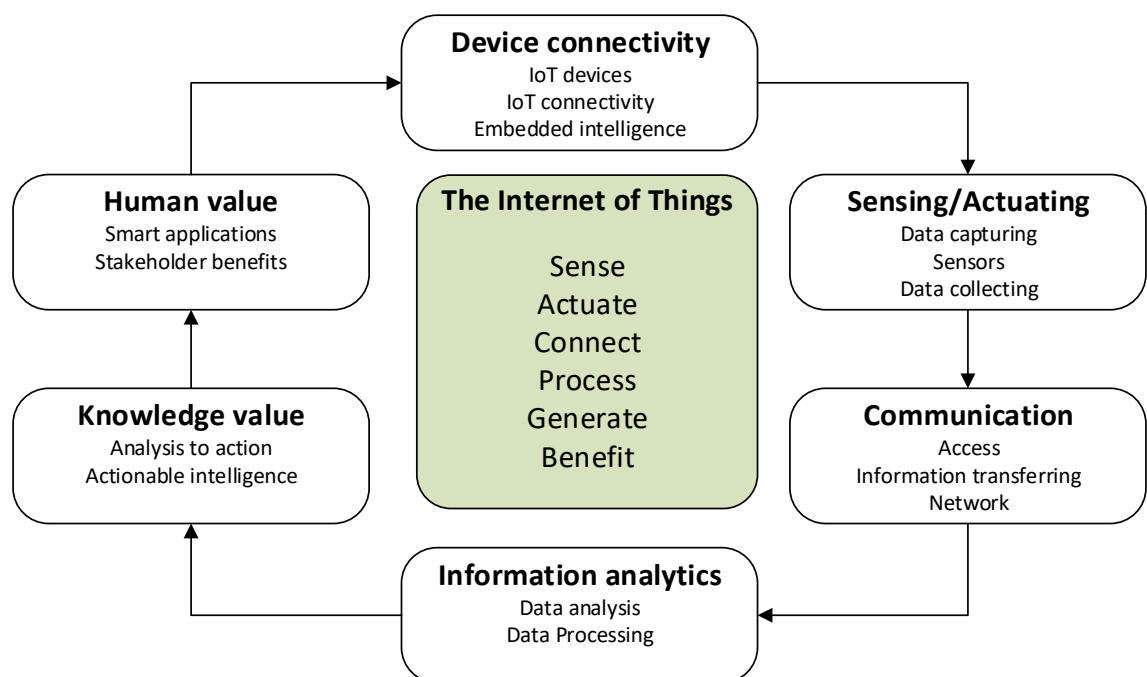 Device connectivity
IoT devices
IoT connectivity
Embedded intelligence
Human value
Smart applications
Stakeholder benefits
The Internet of Things
Sense
Actuate
Connect
Process
Generate
Benefit
Sensing/Actuating
Data capturing
Sensors
Data collecting
Knowledge value
Analysis to action
Actionable intelligence
Communication
Access
Information transferring
Network
Information analytics
Data analysis
Data Processing